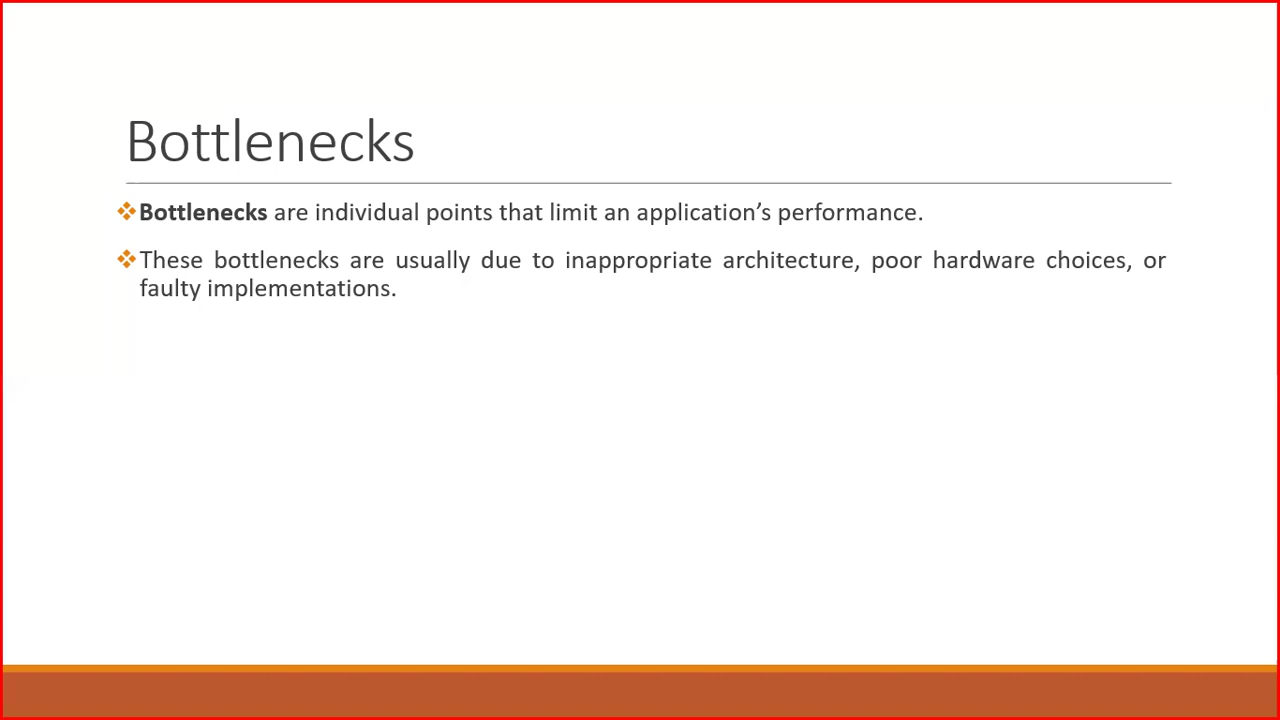 Bottlenecks
Bottlenecks are individual points that limit an application’s performance.
These bottlenecks are usually due to inappropriate architecture, poor hardware choices, or
faulty implementations.